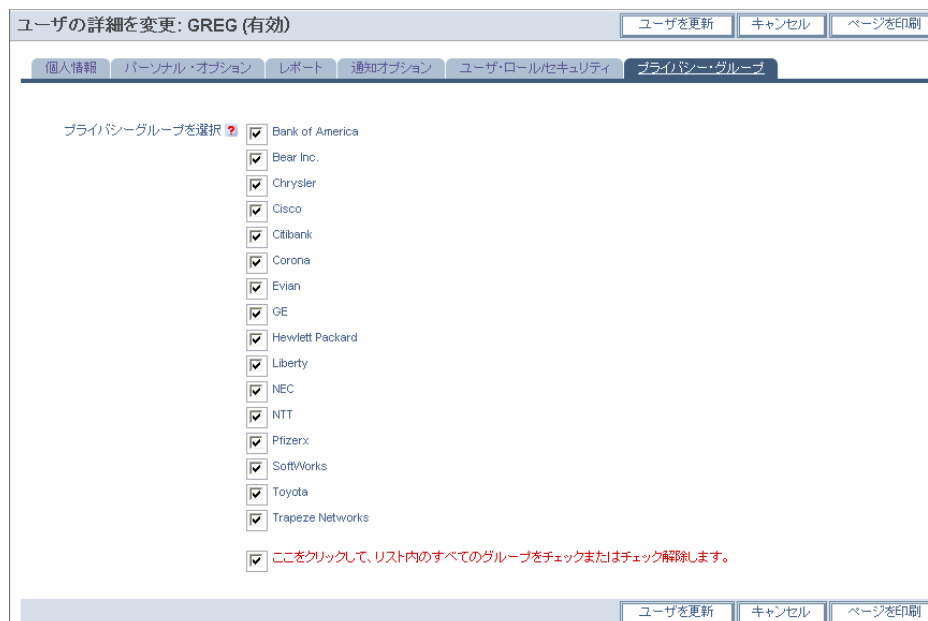 ユーザの詳細を変更: GREG (有効)
ユーザを更新 キャンセル ページを印刷
個人情報 パーソナル・オプション レポート 通知オプション ユーザ・ロール/セキュリティ プライバシー・グループ
プライバシーグループを選択 ?
Bank of America
Bear Inc.
Chrysler
Cisco
Citibank
Corona
Evian
GE
Hewlett Packard
Liberty
NEC
NTT
Pfizerx
SoftWorks
Toyota
Trapeze Networks
ここをクリックして、リスト内のすべてのグループをチェックまたはチェック解除します。
ユーザを更新 キャンセル ページを印刷